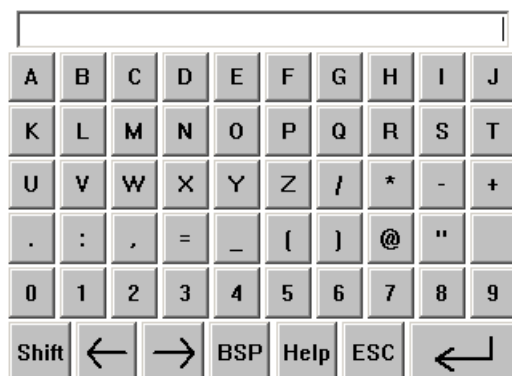 A B C D E F G H I J
K L M N O P Q R S T
U V W X Y Z / * - +
. : , = _ ( ) @ "
0 1 2 3 4 5 6 7 8 9
Shift ← → BSP Help ESC ↵